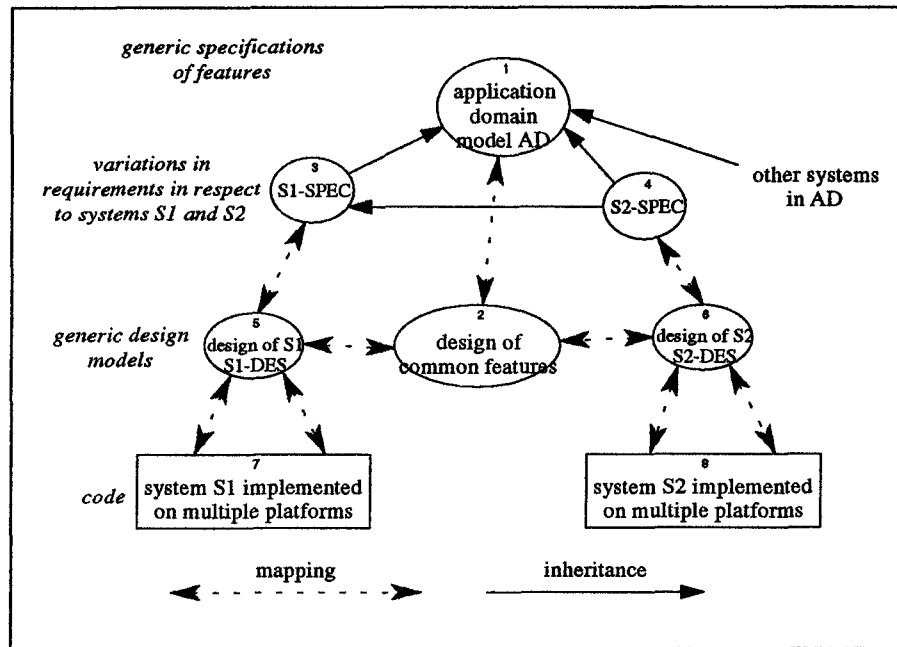 generic specifications
of features
1
application
domain
model AD
variations in
requirements in respect
to systems S1 and S2
3
S1-SPEC
4
S2-SPEC
other systems
in AD
generic design
models
5
design of S1
S1-DES
2
design of
common features
6
design of S2
S2-DES
code
7
system S1 implemented
on multiple platforms
8
system S2 implemented
on multiple platforms
mapping
inheritance